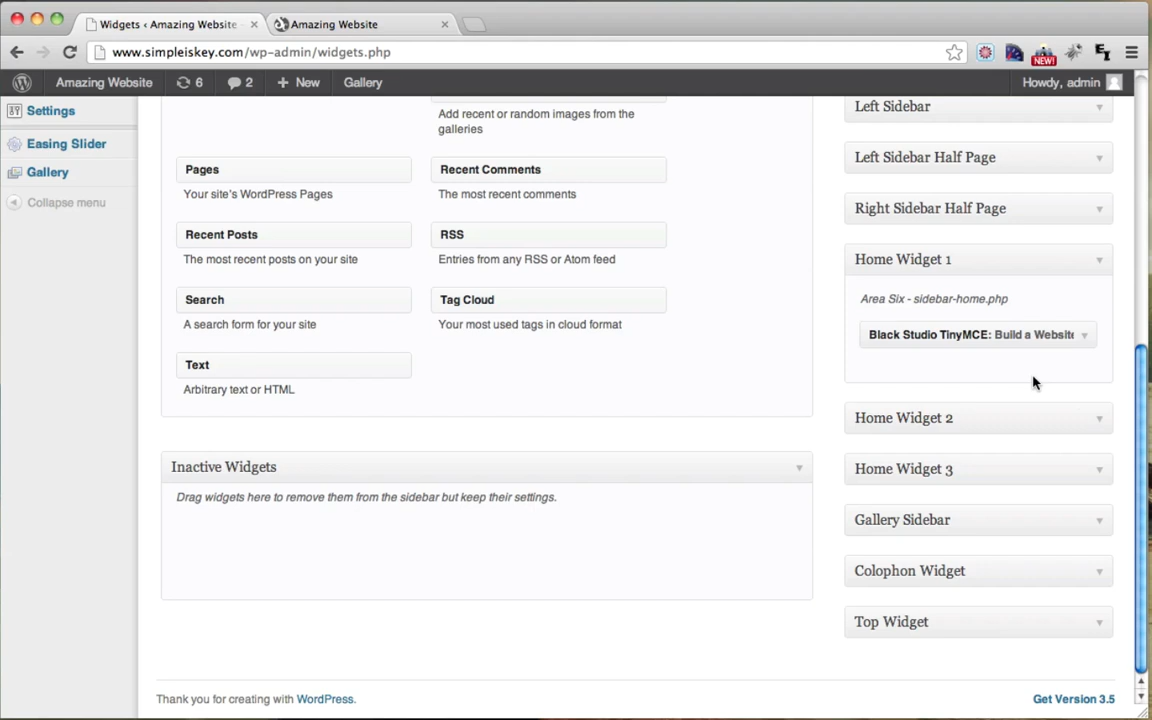 Widgets ‹ Amazing Website
Amazing Website
www.simpleiskey.com/wp-admin/widgets.php
NEW!
Amazing Website
6
2
New
Gallery
Howdy, admin
Settings
Easing Slider
Gallery
Collapse menu
Add recent or random images from the
galleries
Pages
Your site's WordPress Pages
Recent Comments
The most recent comments
Recent Posts
The most recent posts on your site
RSS
Entries from any RSS or Atom feed
Search
A search form for your site
Tag Cloud
Your most used tags in cloud format
Text
Arbitrary text or HTML
Inactive Widgets
Drag widgets here to remove them from the sidebar but keep their settings.
Left Sidebar
Left Sidebar Half Page
Right Sidebar Half Page
Home Widget 1
Area Six - sidebar-home.php
Black Studio TinyMCE: Build a Website
Home Widget 2
Home Widget 3
Gallery Sidebar
Colophon Widget
Top Widget
Thank you for creating with WordPress.
Get Version 3.5